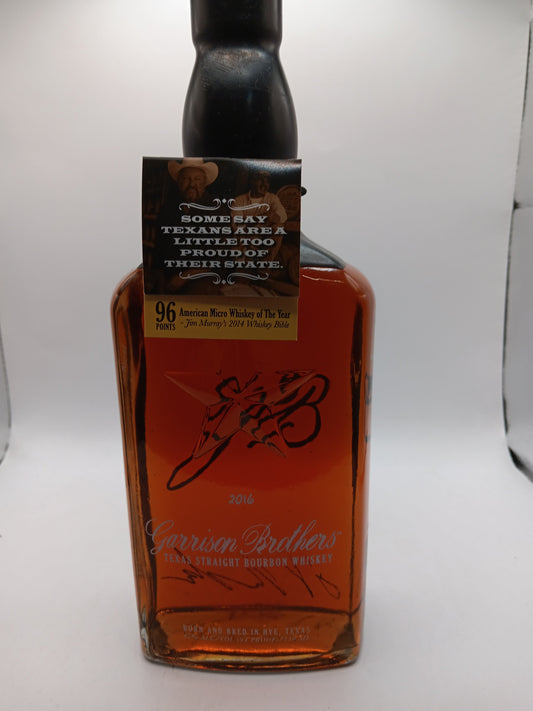 SOME SAY
TEXANS ARE A
LITTLE TOO
PROUD OF
THEIR STATE.
96
POINTS
American Micro Whiskey of The Year
- Jim Murray's 2014 Whiskey Bible
2016
Garrison Brothers
TEXAS STRAIGHT BOURBON WHISKEY
BORN AND BRED IN HYE, TEXAS